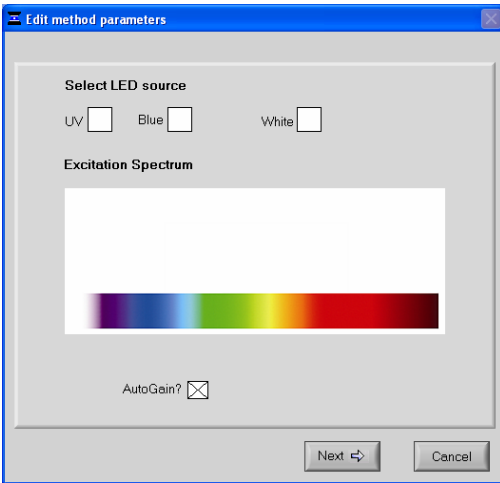 Edit method parameters
Select LED source
UV Blue White
Excitation Spectrum
AutoGain?
Next
Cancel